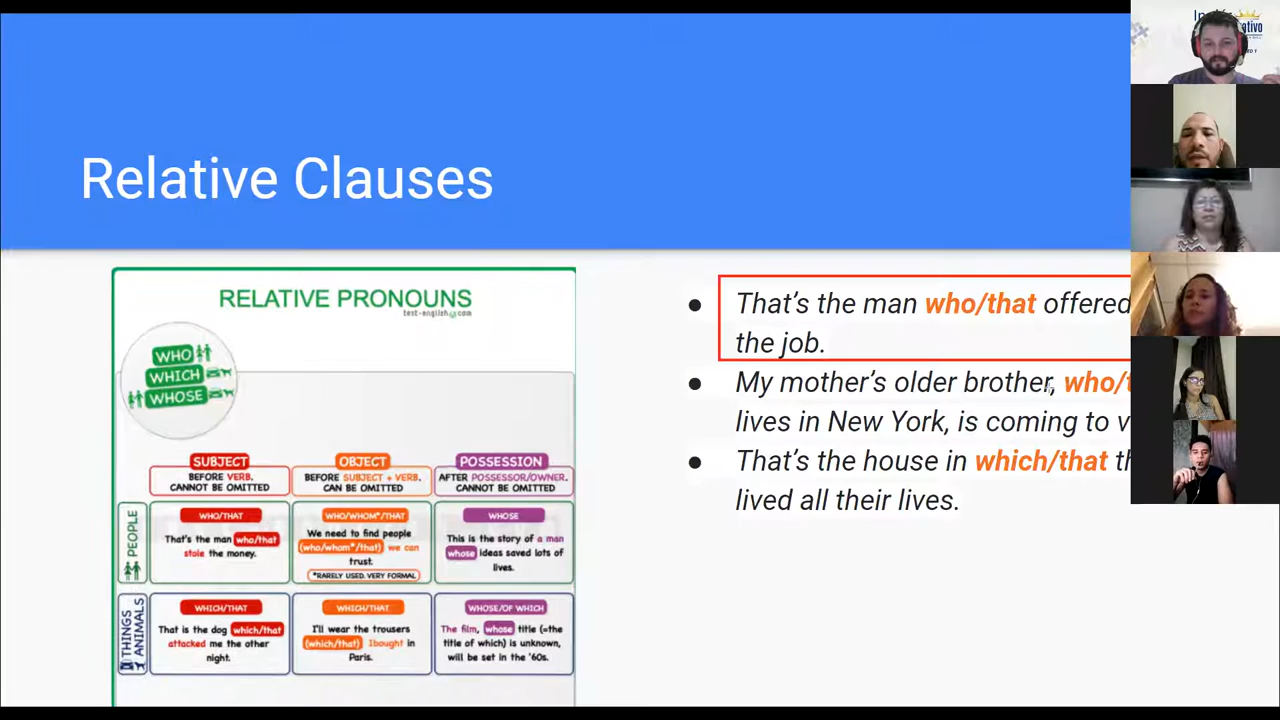 Relative Clauses
RELATIVE PRONOUNS
test-english.com
WHO
WHICH
WHOSE
SUBJECT
BEFORE VERB.
CANNOT BE OMITTED
OBJECT
BEFORE SUBJECT + VERB.
CAN BE OMITTED
POSSESSION
AFTER POSSESSOR/OWNER.
CANNOT BE OMITTED
PEOPLE
WHO/THAT
That's the man who/that
stole the money.
WHO/WHOM*/THAT
We need to find people
(who/whom*/that) we can
trust.
*RARELY USED. VERY FORMAL
WHOSE
This is the story of a man
whose ideas saved lots of
lives.
THINGS
ANIMALS
WHICH/THAT
That is the dog which/that
attacked me the other
night.
WHICH/THAT
I'll wear the trousers
(which/that) I bought in
Paris.
WHOSE/OF WHICH
The film, whose title (=the
title of which) is unknown,
will be set in the '60s.
● That's the man who/that offered
the job.
● My mother's older brother, who/
lives in New York, is coming to v
● That's the house in which/that th
lived all their lives.